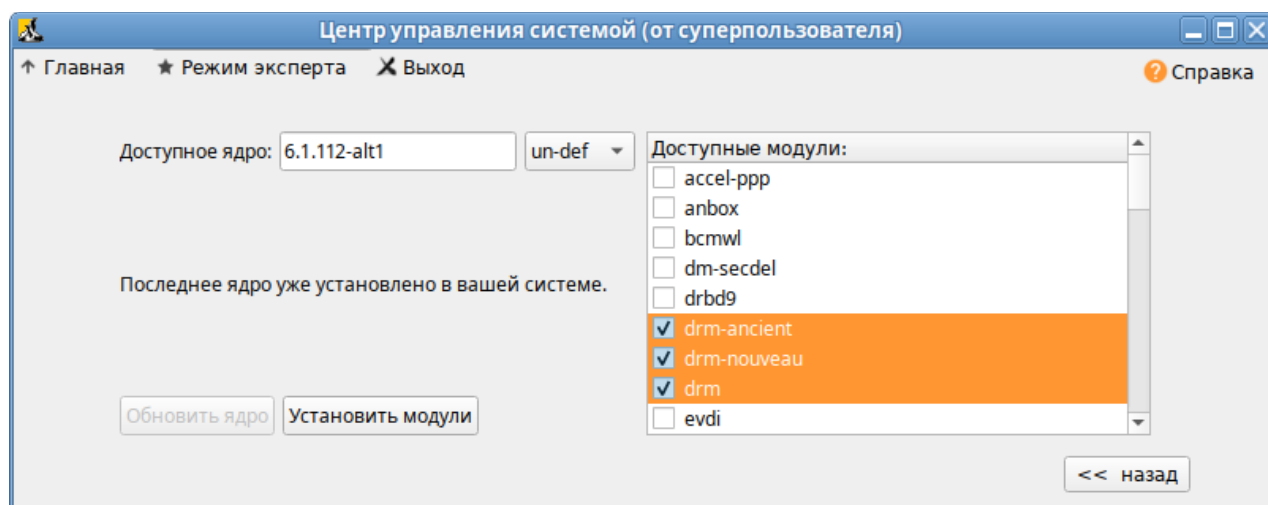 Центр управления системой (от суперпользователя)
Главная Режим эксперта Выход Справка
Доступное ядро: 6.1.112-alt1 un-def
Последнее ядро уже установлено в вашей системе.
Обновить ядро Установить модули
Доступные модули:
accel-ppp
anbox
bcmwl
dm-secdel
drbd9
drm-ancient
drm-nouveau
drm
evdi
<< назад